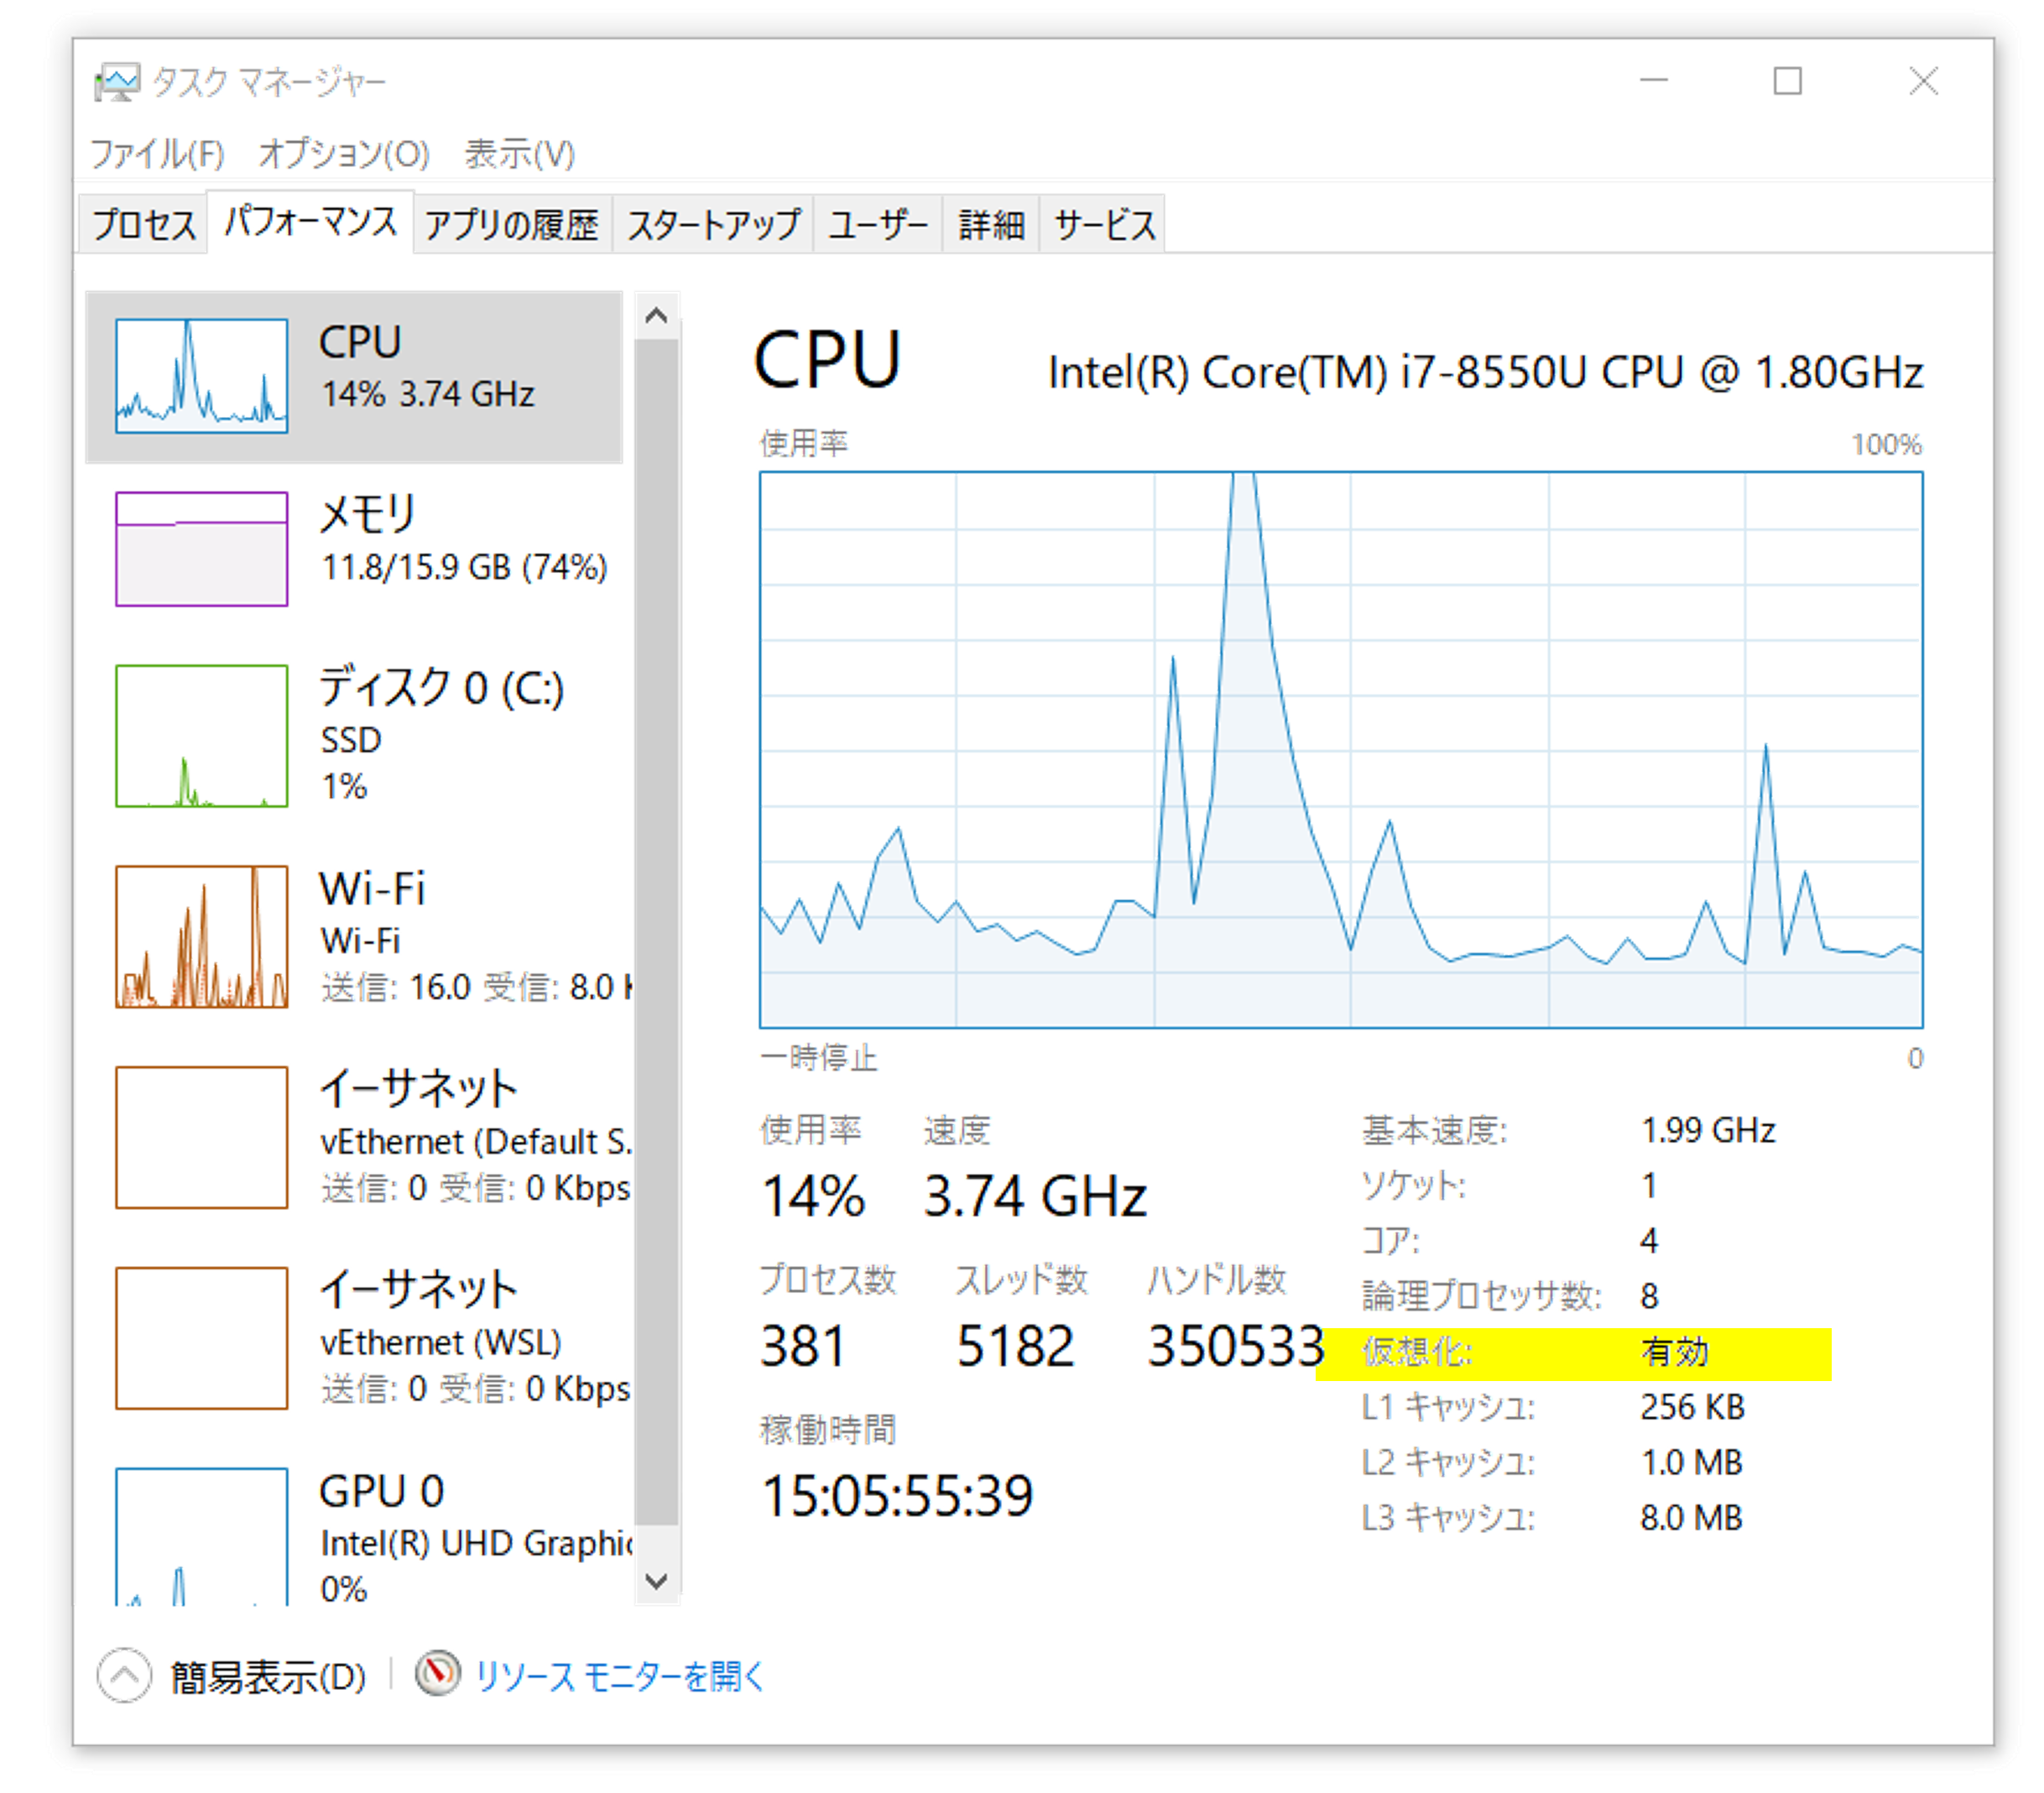 タスク マネージャー
ファイル(F) オプション(O) 表示(V)
プロセス パフォーマンス アプリの履歴 スタートアップ ユーザー 詳細 サービス
CPU
14% 3.74 GHz
メモリ
11.8/15.9 GB (74%)
ディスク 0 (C:)
SSD
1%
Wi-Fi
Wi-Fi
送信: 16.0 受信: 8.0 K
イーサネット
vEthernet (Default S.
送信: 0 受信: 0 Kbps
イーサネット
vEthernet (WSL)
送信: 0 受信: 0 Kbps
GPU 0
Intel(R) UHD Graphic
0%
CPU Intel(R) Core(TM) i7-8550U CPU @ 1.80GHz
使用率 100%
一時停止 0
使用率 速度
14% 3.74 GHz
プロセス数 スレッド数 ハンドル数
381 5182 350533
稼働時間
15:05:55:39
基本速度: 1.99 GHz
ソケット: 1
コア: 4
論理プロセッサ数: 8
仮想化: 有効
L1 キャッシュ: 256 KB
L2 キャッシュ: 1.0 MB
L3 キャッシュ: 8.0 MB
簡易表示(D) リソース モニターを開く